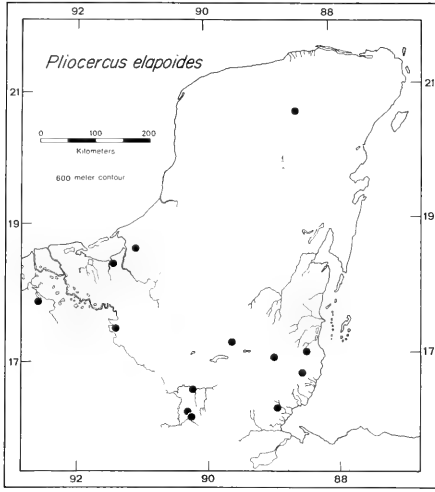 90 88
Pliocercus elapoides
21 21
0 100 200
Kilometers
600 meter contour
19 19
17 17
92 90 88